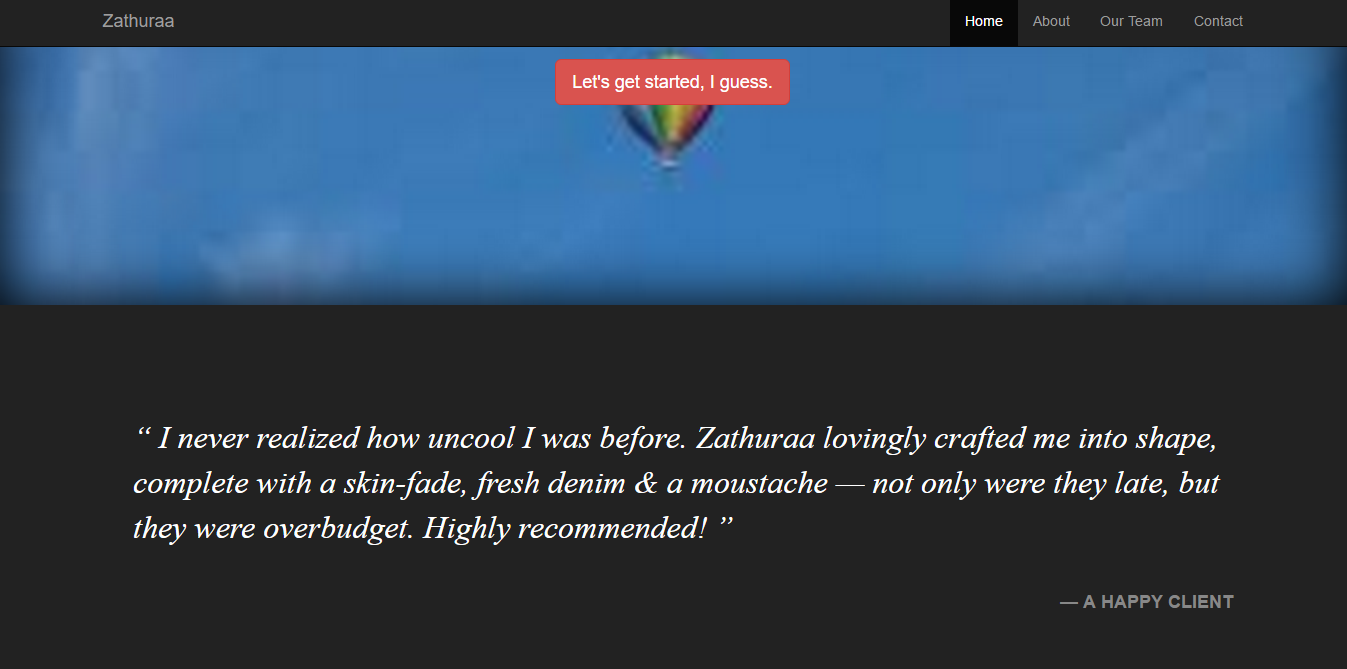 Zathuraa Home About Our Team Contact
Let's get started, I guess.
“ I never realized how uncool I was before. Zathuraa lovingly crafted me into shape,
complete with a skin-fade, fresh denim & a moustache — not only were they late, but
they were overbudget. Highly recommended! ”
— A HAPPY CLIENT